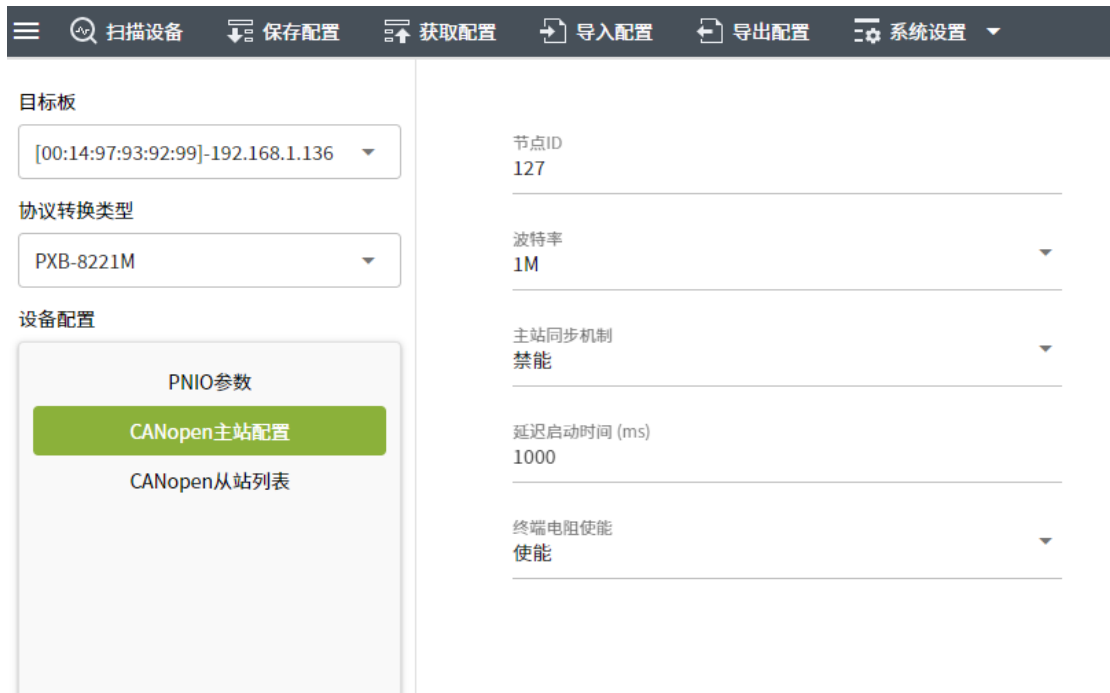 扫描设备 保存配置 获取配置 导入配置 导出配置 系统设置
目标板
[00:14:97:93:92:99]-192.168.1.136
协议转换类型
PXB-8221M
设备配置
PNIO参数
CANopen主站配置
CANopen从站列表
节点ID
127
波特率
1M
主站同步机制
禁能
延迟启动时间 (ms)
1000
终端电阻使能
使能